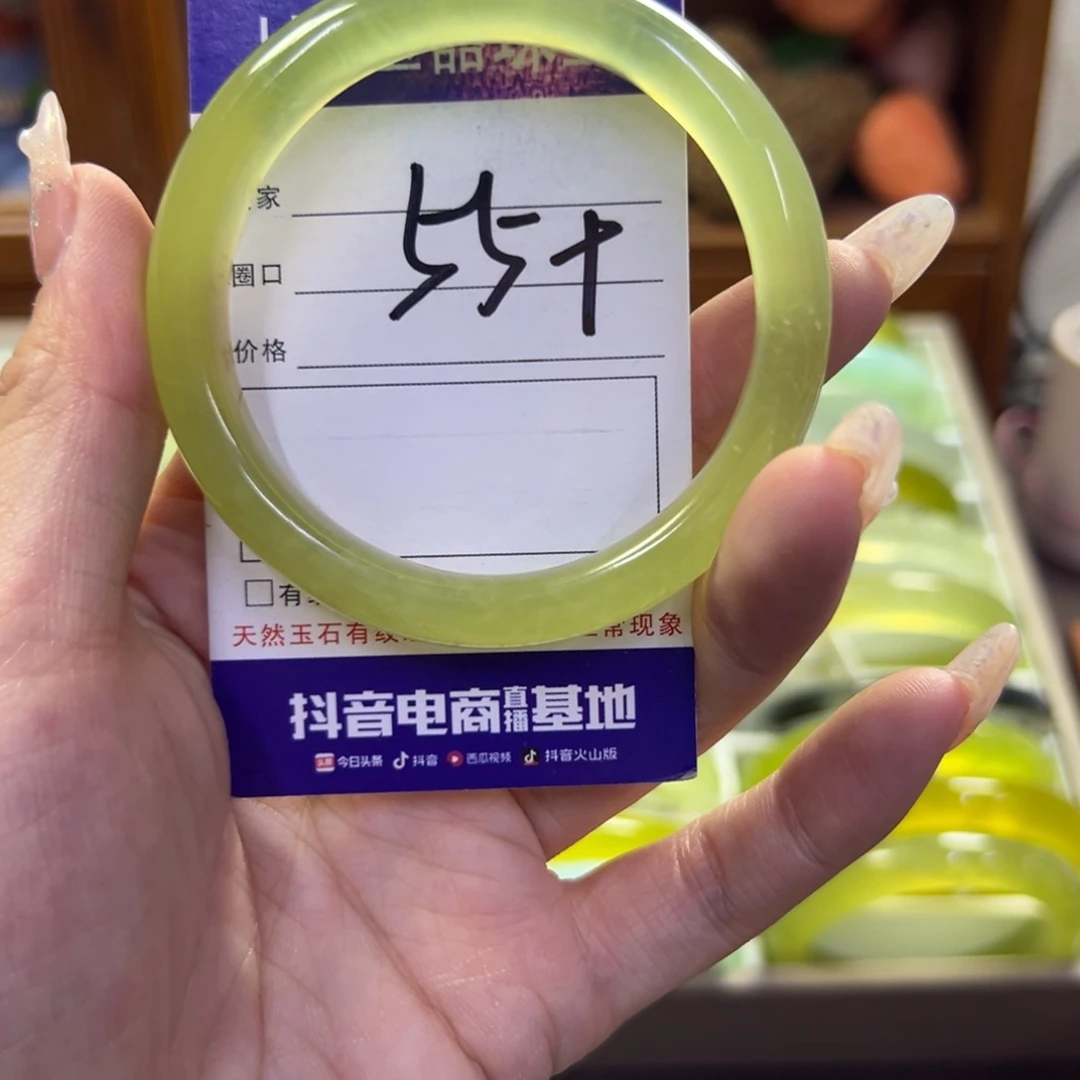 家
55+
圈口
价格
有
天然玉石有纹 常现象
抖音电商直播基地
今日头条 抖音 西瓜视频 抖音火山版